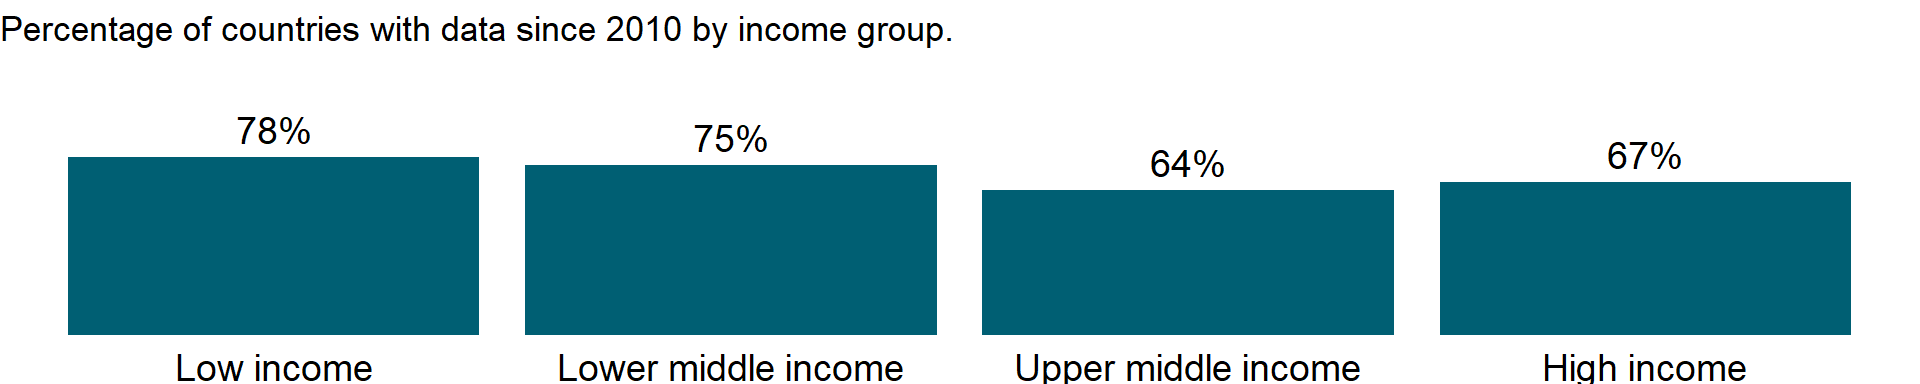 Percentage of countries with data since 2010 by income group.
78%
75%
64%
67%
Low income
Lower middle income
Upper middle income
High income